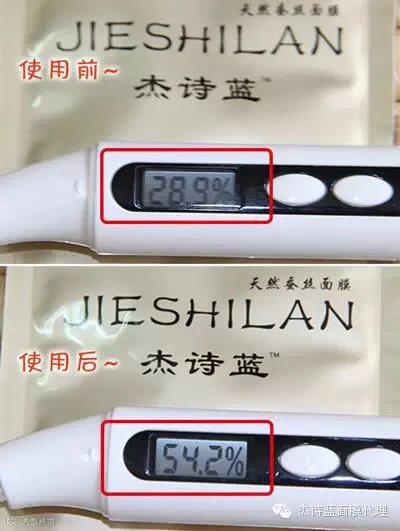 天然蚕丝面膜
JIESHILAN
使用前~
杰诗蓝™
28.9%
天然蚕丝面膜
JIESHILAN
使用后~
杰诗蓝™
54.2%
杰诗蓝面膜代理